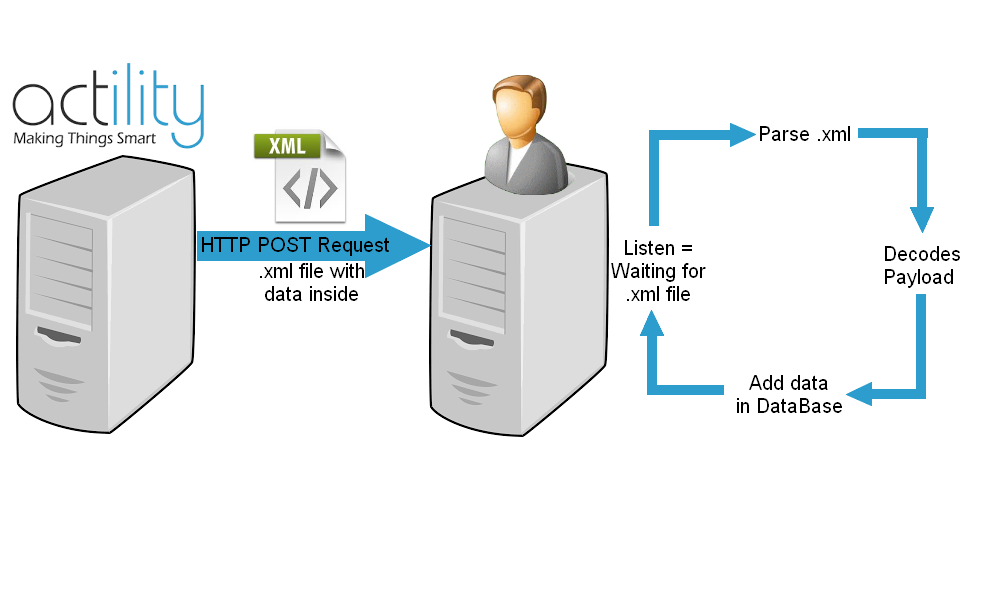 actility
Making Things Smart
XML
</>
HTTP POST Request
.xml file with
data inside
Listen =
Waiting for
.xml file
Parse .xml
Decodes
Payload
Add data
in DataBase